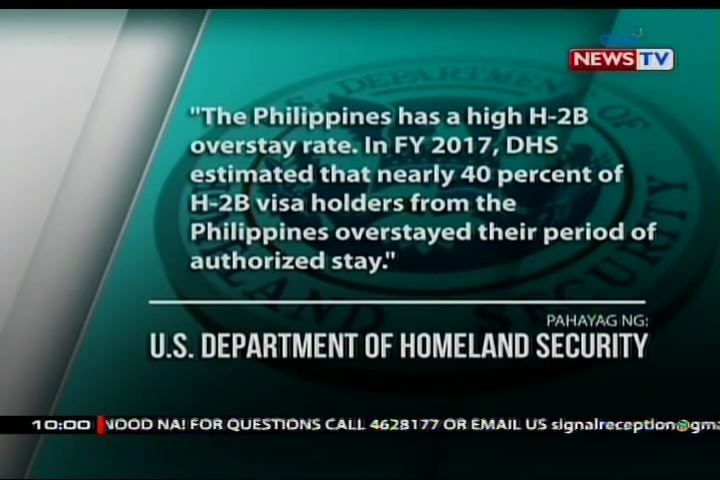 NEWS TV
"The Philippines has a high H-2B
overstay rate. In FY 2017, DHS
estimated that nearly 40 percent of
H-2B visa holders from the
Philippines overstayed their period of
authorized stay."
PAHAYAG NG:
U.S. DEPARTMENT OF HOMELAND SECURITY
10:00 NOOD NA! FOR QUESTIONS CALL 4628177 OR EMAIL US signalreception@gma